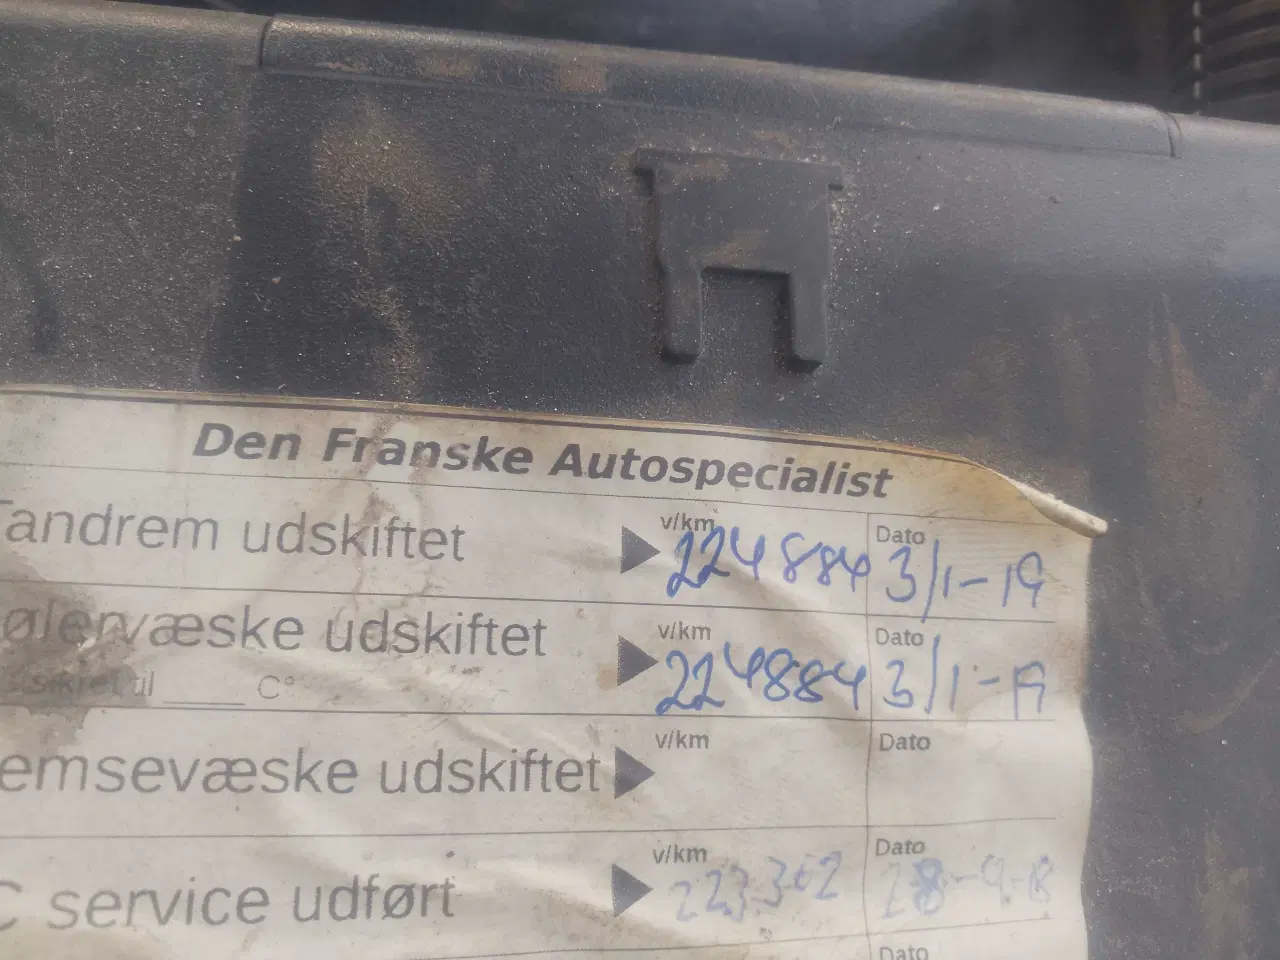 Den Franske Autospecialist
Tandrem udskiftet v/km 224884 Dato 3/1-19
ølervæske udskiftet v/km 224884 Dato 3/1-19
C°
emsevæske udskiftet v/km Dato
C service udført v/km 223362 Dato 28-9-18
Dato